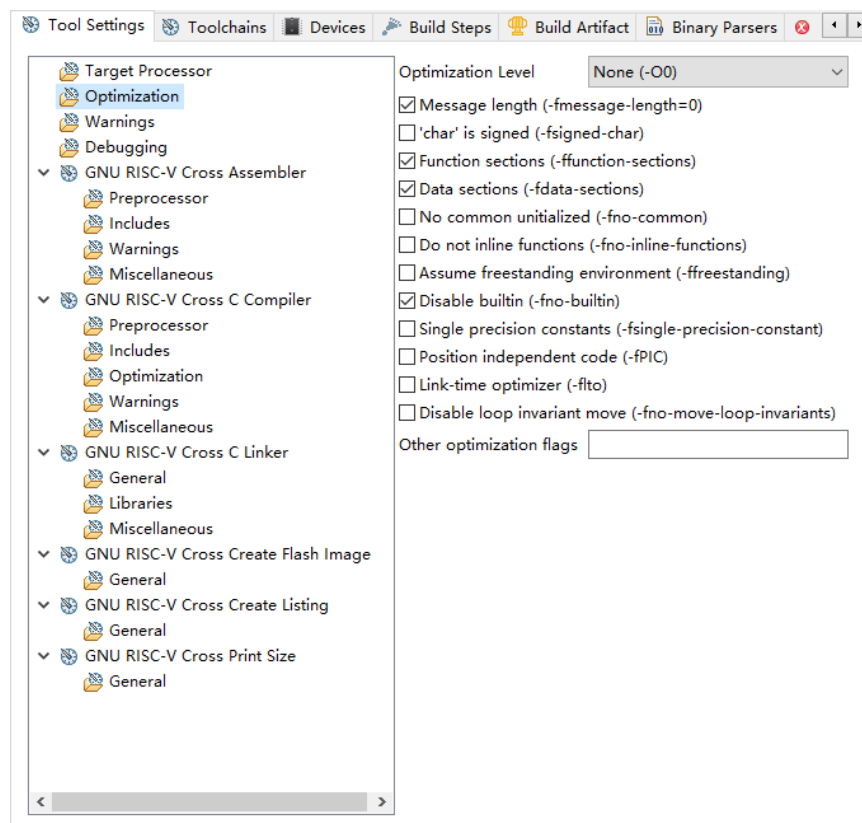 Tool Settings Toolchains Devices Build Steps Build Artifact Binary Parsers
Target Processor
Optimization
Warnings
Debugging
GNU RISC-V Cross Assembler
Preprocessor
Includes
Warnings
Miscellaneous
GNU RISC-V Cross C Compiler
Preprocessor
Includes
Optimization
Warnings
Miscellaneous
GNU RISC-V Cross C Linker
General
Libraries
Miscellaneous
GNU RISC-V Cross Create Flash Image
General
GNU RISC-V Cross Create Listing
General
GNU RISC-V Cross Print Size
General
Optimization Level None (-O0)
Message length (-fmessage-length=0)
'char' is signed (-fsigned-char)
Function sections (-ffunction-sections)
Data sections (-fdata-sections)
No common unitialized (-fno-common)
Do not inline functions (-fno-inline-functions)
Assume freestanding environment (-ffreestanding)
Disable builtin (-fno-builtin)
Single precision constants (-fsingle-precision-constant)
Position independent code (-fPIC)
Link-time optimizer (-flto)
Disable loop invariant move (-fno-move-loop-invariants)
Other optimization flags